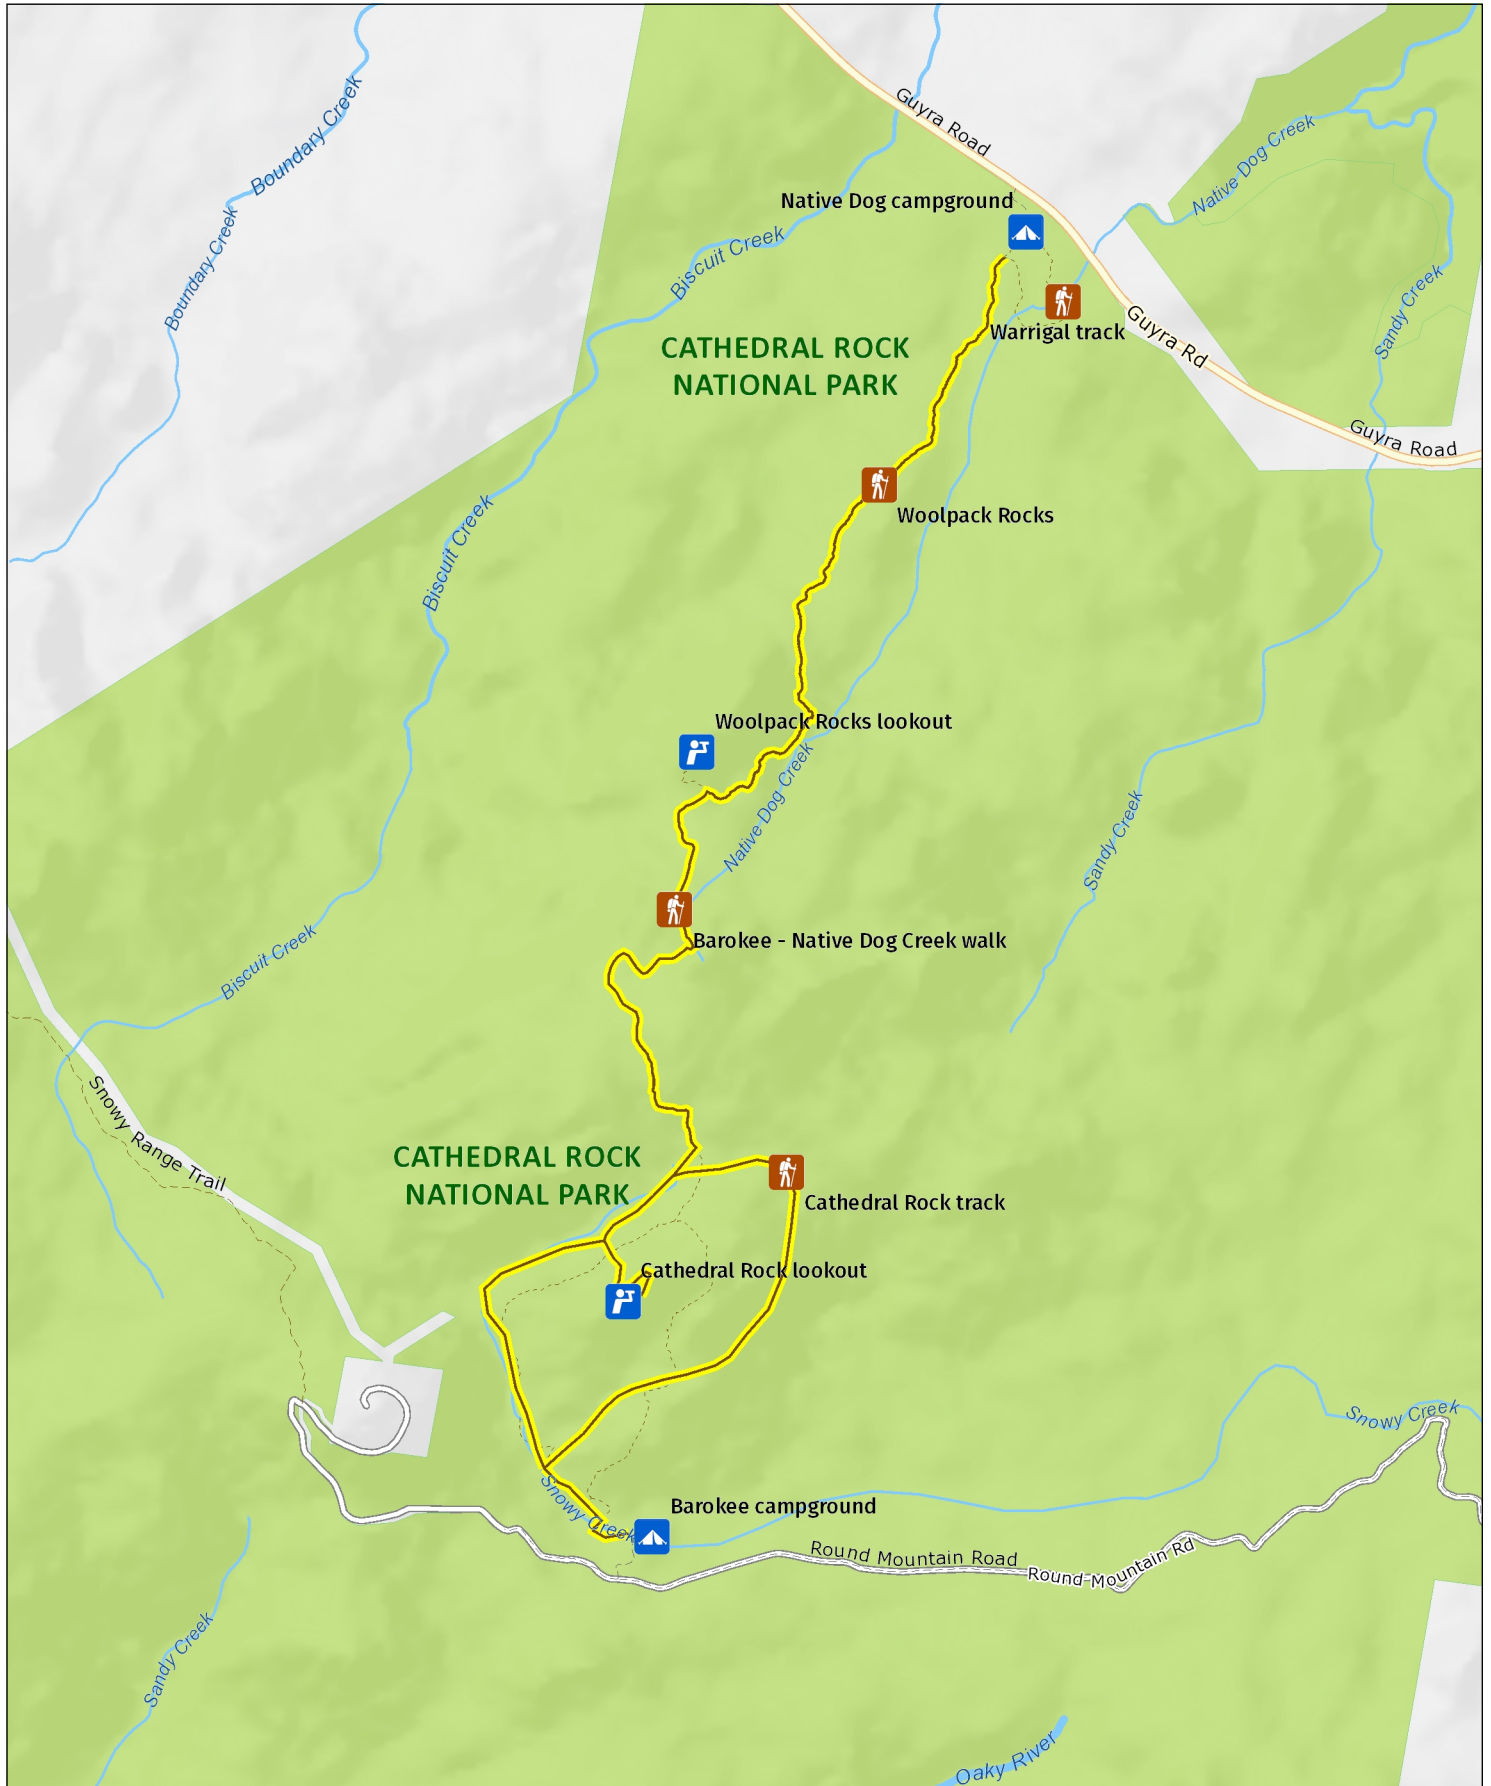 Boundary Creek
Guyra Road
Native Dog Creek
Native Dog campground
Boundary Creek
Biscuit Creek
Sandy Creek
Warrigal track
Guyra Rd
CATHEDRAL ROCK
NATIONAL PARK
Guyra Road
Woolpack Rocks
Biscuit Creek
Woolpack Rocks lookout
Native Dog Creek
Sandy Creek
Barokee - Native Dog Creek walk
Biscuit Creek
Snowy Range Trail
CATHEDRAL ROCK
NATIONAL PARK
Cathedral Rock track
Cathedral Rock lookout
Snowy Creek
Snowy Creek
Barokee campground
Round Mountain Road
Round Mountain Rd
Sandy Creek
Oaky River